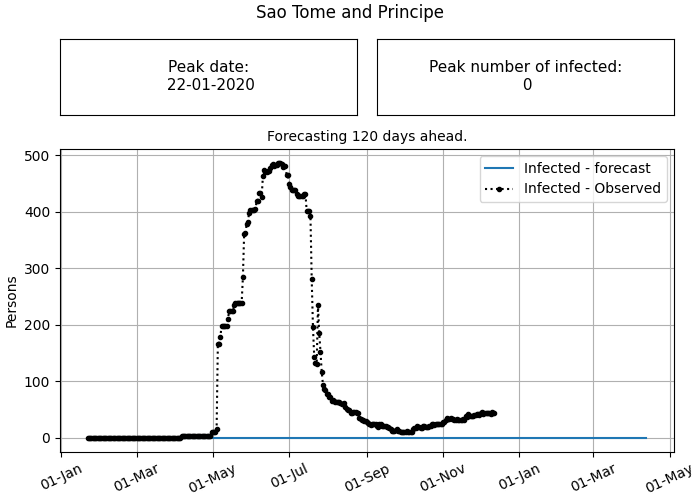 Sao Tome and Principe
Peak date:
22-01-2020
Peak number of infected:
0
Forecasting 120 days ahead.
Infected - forecast
Infected - Observed
Persons
500
400
300
200
100
0
01-Jan
01-Mar
01-May
01-Jul
01-Sep
01-Nov
01-Jan
01-Mar
01-May